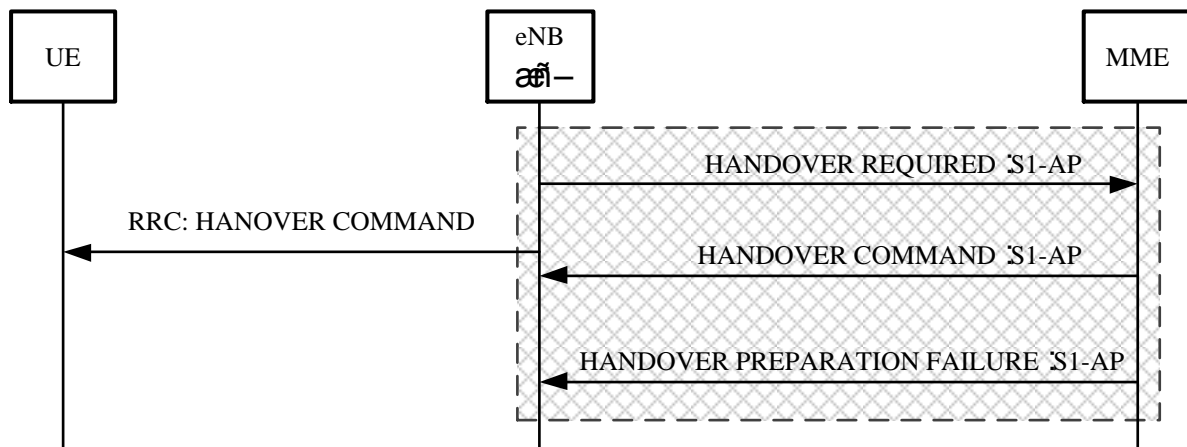 UE
eNB
MME
HANDOVER REQUIRED :S1-AP
RRC: HANOVER COMMAND
HANDOVER COMMAND :S1-AP
HANDOVER PREPARATION FAILURE :S1-AP